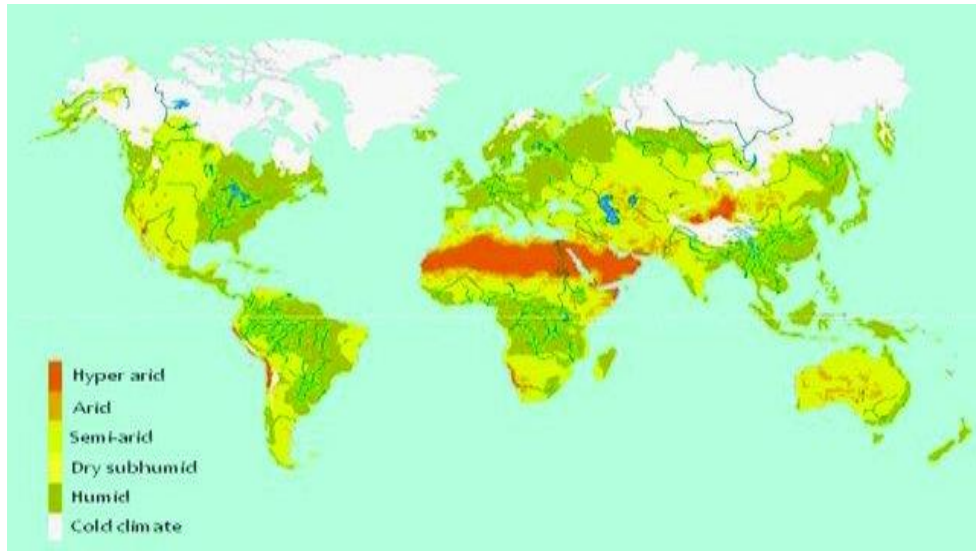 Hyper arid
Arid
Semi-arid
Dry subhumid
Humid
Cold climate